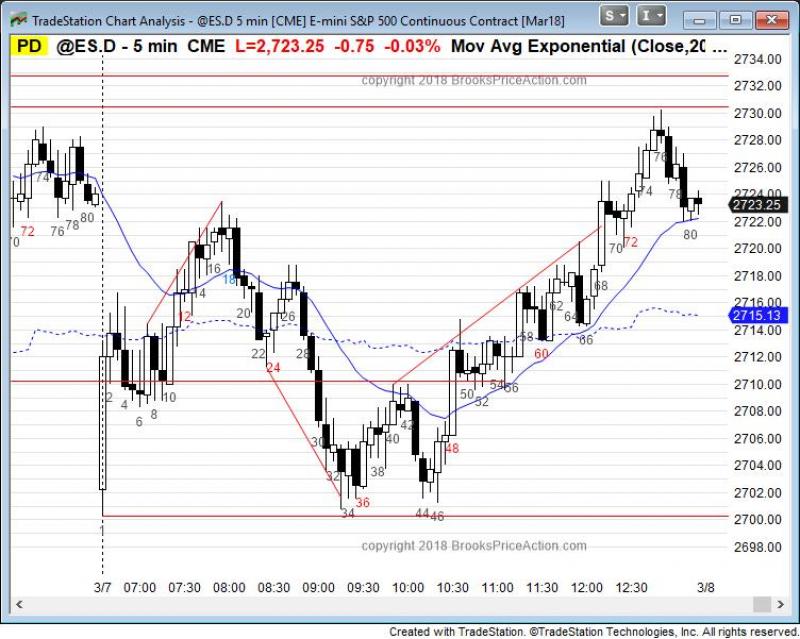 TradeStation Chart Analysis - @ES.D 5 min [CME] E-mini S&P 500 Continuous Contract [Mar18]
S I
PD @ES.D - 5 min CME L=2,723.25 -0.75 -0.03% Mov Avg Exponential (Close,20 ...
copyright 2018 BrooksPriceAction.com
2734.00
2732.00
2730.00
2728.00
2726.00
2724.00
2723.25
2722.00
2720.00
2718.00
2716.00
2715.13
2714.00
2712.00
2710.00
2708.00
2706.00
2704.00
2702.00
2700.00
2698.00
70 72 74 76 78 80
2 4 6 8 10 12 14 16 18 20 22 24 26 28 30 32 34 36 38 40 42 44 46 48 50 52 54 56 58 60 62 64 66 68 70 72 74 76 78 80
copyright 2018 BrooksPriceAction.com
3/7 07:00 07:30 08:00 08:30 09:00 09:30 10:00 10:30 11:00 11:30 12:00 12:30 3/8
Created with TradeStation. ©TradeStation Technologies, Inc. All rights reserved.